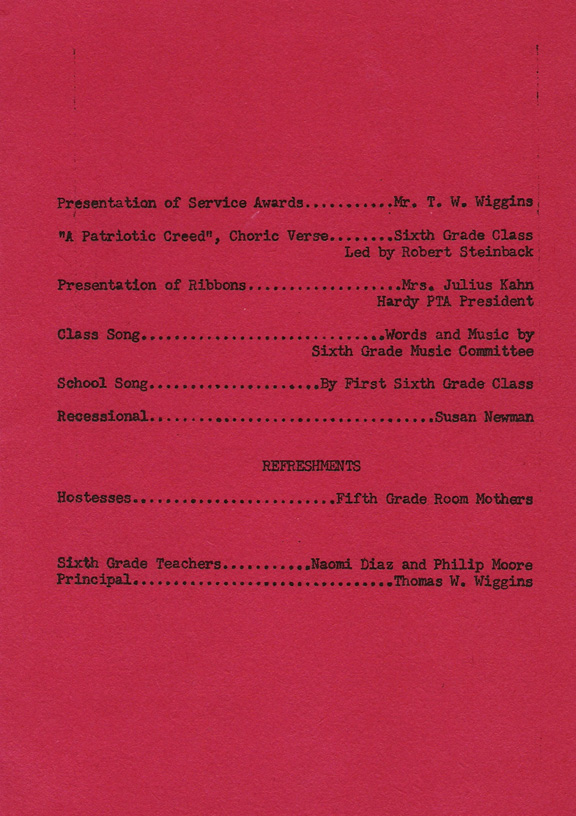 Presentation of Service Awards...........Mr. T. W. Wiggins
"A Patriotic Creed", Choric Verse........Sixth Grade Class
Led by Robert Steinback
Presentation of Ribbons...................Mrs. Julius Kahn
Hardy PTA President
Class Song..............................Words and Music by
Sixth Grade Music Committee
School Song.....................By First Sixth Grade Class
Recessional...................................Susan Newman
REFRESHMENTS
Hostesses.........................Fifth Grade Room Mothers
Sixth Grade Teachers...........Naomi Diaz and Philip Moore
Principal................................Thomas W. Wiggins